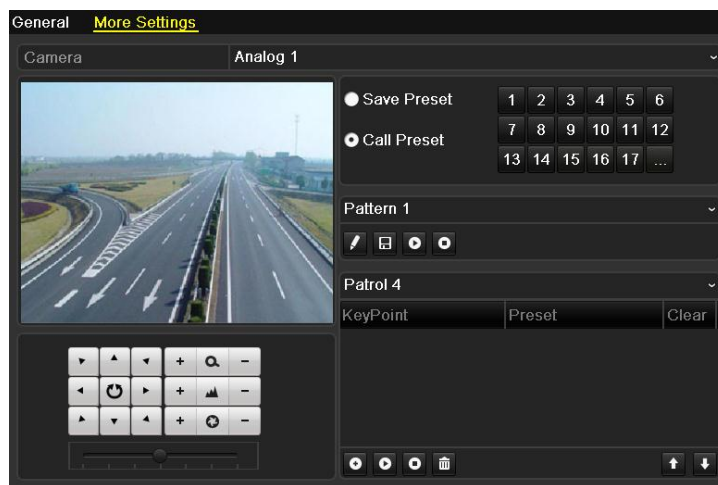 General More Settings
Camera Analog 1
Save Preset 1 2 3 4 5 6
Call Preset 7 8 9 10 11 12
13 14 15 16 17 ...
Pattern 1
Patrol 4
KeyPoint Preset Clear